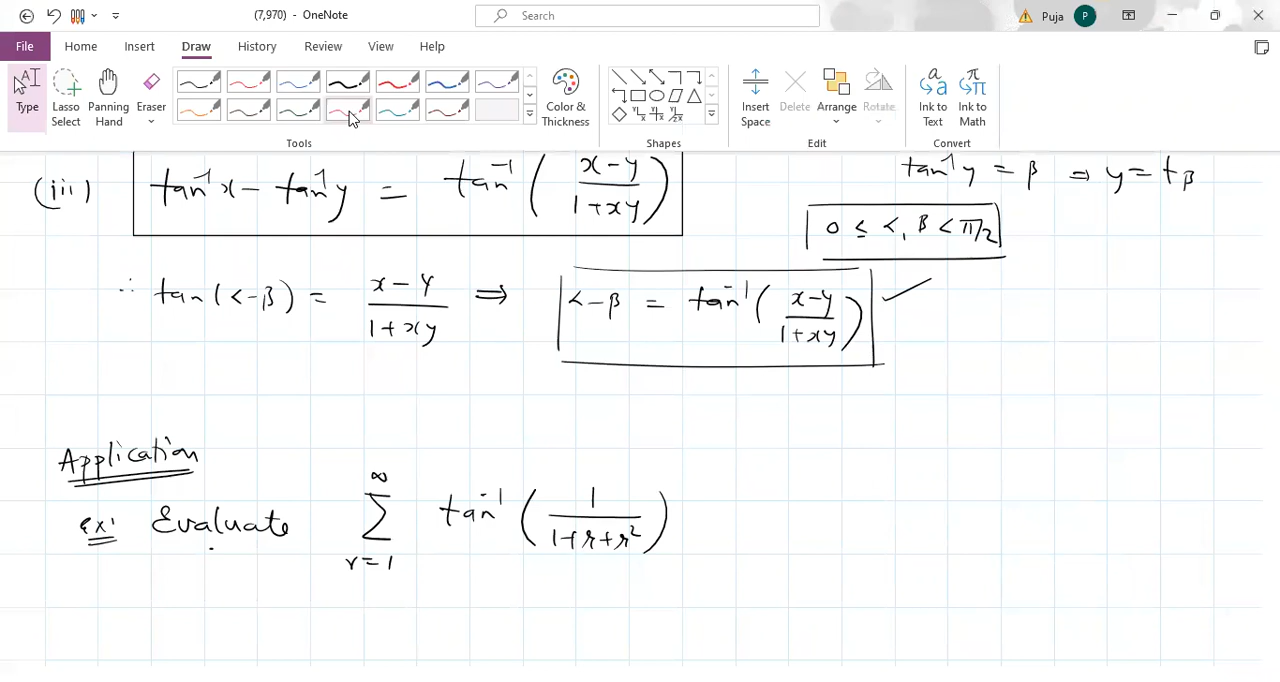 (7,970) - OneNote
Search
Puja P
File Home Insert Draw History Review View Help
Type Lasso Select Panning Hand Eraser Color & Thickness Insert Space Delete Arrange Rotate Ink to Text Ink to Math
Tools Shapes Edit Convert
(iii) tan⁻¹x − tan⁻¹y = tan⁻¹((x−y)/(1+xy))
tan⁻¹y = β ⇒ y = tβ
0 ≤ α, β < π/2
∴ tan(α−β) = (x−y)/(1+xy) ⇒ α−β = tan⁻¹((x−y)/(1+xy)) ✓
Application
ex: Evaluate ∑_{r=1}^{∞} tan⁻¹(1/(1+r+r²))